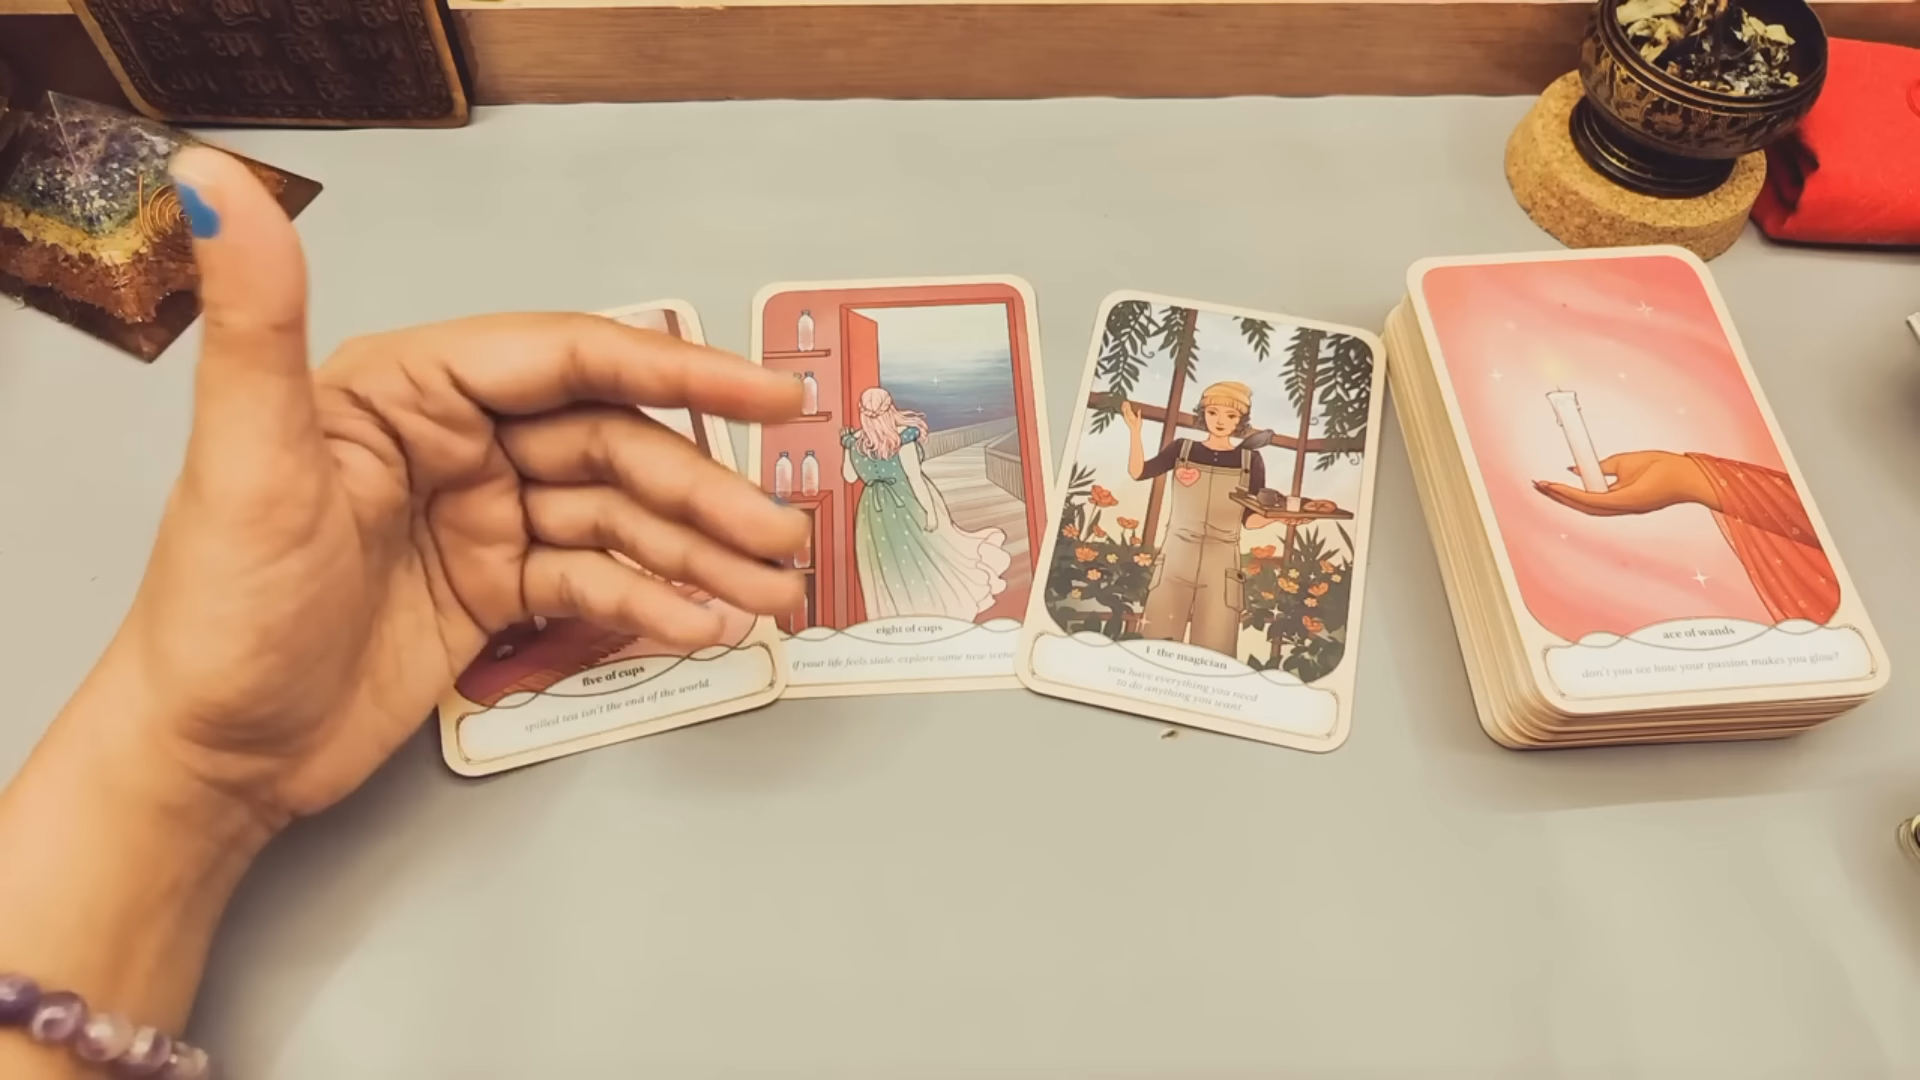 five of cups
spilled tea isn't the end of the world
eight of cups
if your life feels stale, explore some new scene
1 · the magician
you have everything you need
to do anything you want.
ace of wands
don't you see how your passion makes you glow?